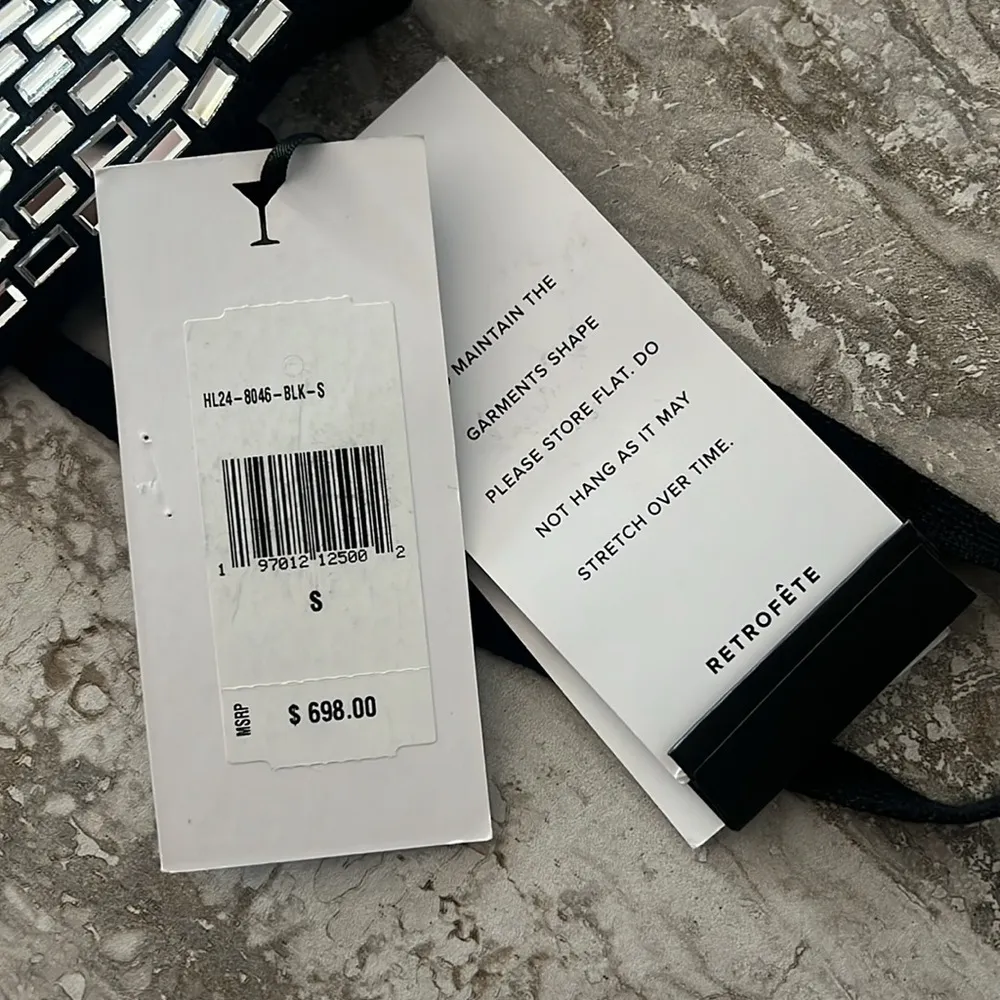 HL24-8046-BLK-S
1 97012 12500 2
S
MSRP $ 698.00
MAINTAIN THE
GARMENTS SHAPE
PLEASE STORE FLAT. DO
NOT HANG AS IT MAY
STRETCH OVER TIME.
RETROFÊTE